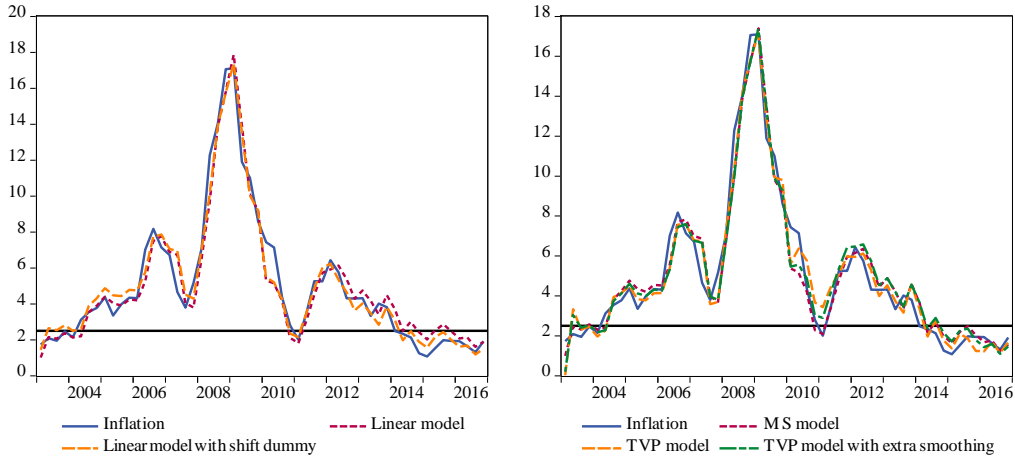 20
18
16
14
12
10
8
6
4
2
0
2004 2006 2008 2010 2012 2014 2016
Inflation
Linear model
Linear model with shift dummy
18
16
14
12
10
8
6
4
2
0
2004 2006 2008 2010 2012 2014 2016
Inflation
MS model
TVP model
TVP model with extra smoothing